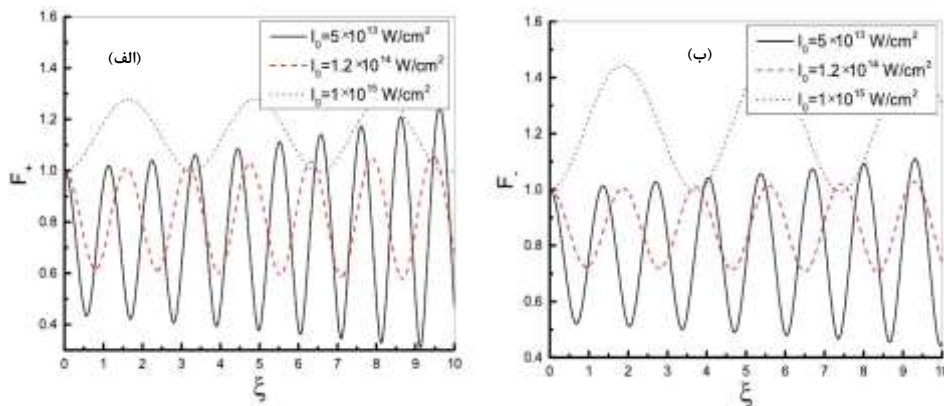 1.6
1.4
1.2
1.0
0.8
0.6
0.4
F+
(الف)
I0=5×10^13 W/cm^2
I0=1.2×10^14 W/cm^2
I0=1×10^15 W/cm^2
0 1 2 3 4 5 6 7 8 9 10
ξ
1.6
1.4
1.2
1.0
0.8
0.6
0.4
F-
(ب)
I0=5×10^13 W/cm^2
I0=1.2×10^14 W/cm^2
I0=1×10^15 W/cm^2
0 1 2 3 4 5 6 7 8 9 10
ξ